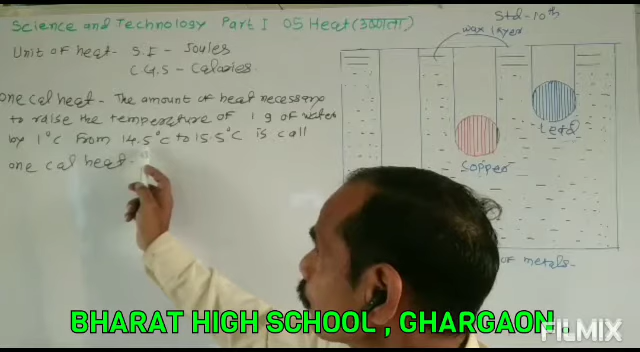 Science and Technology Part I 05 Heat (उष्णता)
Std - 10th
wax layer
Unit of heat - S.I - Joules
C.G.S - Calories
One cal heat - The amount of heat necessary
to raise the temperature of 1 g of water
by 1°C from 14.5°C to 15.5°C is call
one cal heat -
Lead
Copper
of metals -
BHARAT HIGH SCHOOL , GHARGAON .
FILMIX